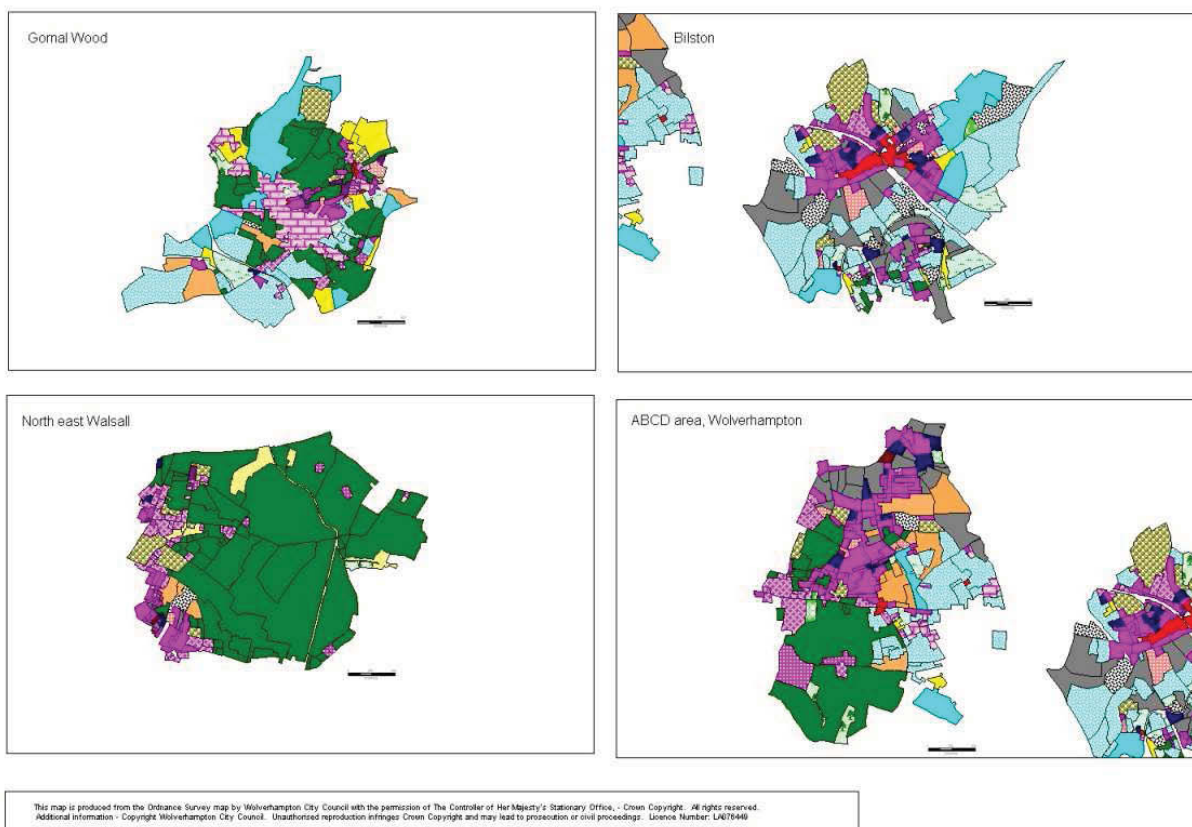 Gornal Wood
Bilston
North east Walsall
ABCD area, Wolverhampton
This map is produced from the Ordnance Survey map by Wolverhampton City Council with the permission of The Controller of Her Majesty's Stationary Office, - Crown Copyright. All rights reserved.
Additional information - Copyright Wolverhampton City Council. Unauthorised reproduction infringes Crown Copyright and may lead to prosecution or civil proceedings. Licence Number: LA076449